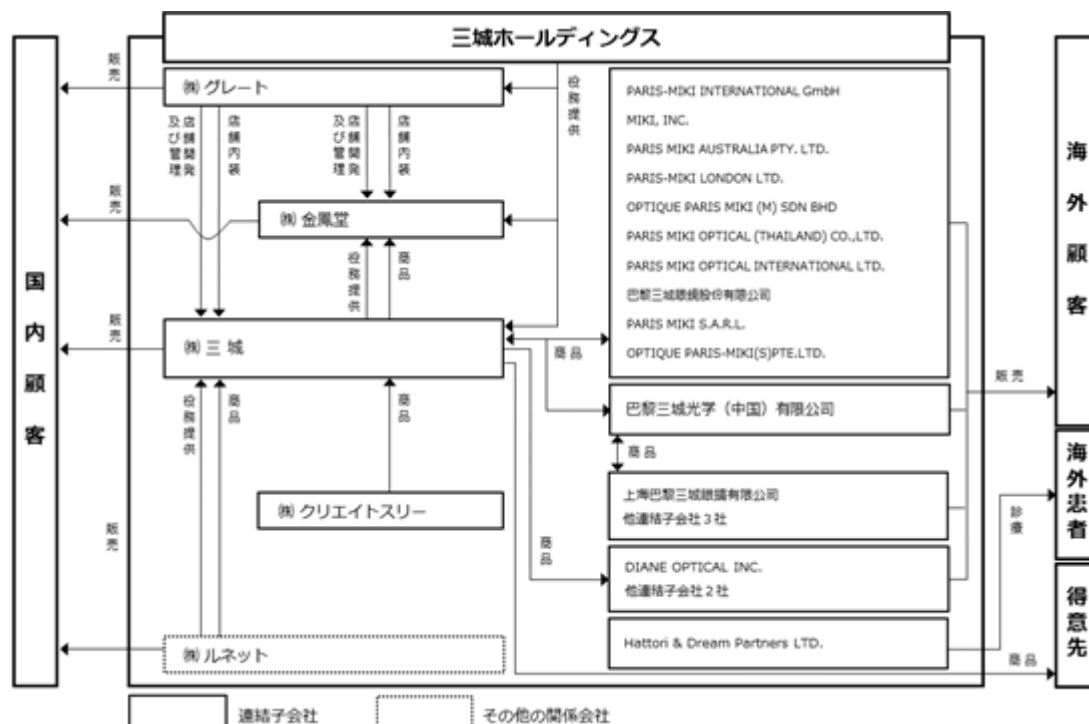 三城ホールディングス
国内顧客
販売
㈱ グレート
役務提供
店舗開発及び管理
店舗内装
店舗開発及び管理
店舗内装
販売
㈱ 金鳳堂
役務提供
商品
販売
㈱ 三 城
商品
役務提供
商品
商品
㈱ クリエイトスリー
商品
販売
㈱ ルネット
PARIS-MIKI INTERNATIONAL GmbH
MIKI, INC.
PARIS MIKI AUSTRALIA PTY. LTD.
PARIS-MIKI LONDON LTD.
OPTIQUE PARIS MIKI (M) SDN BHD
PARIS MIKI OPTICAL (THAILAND) CO.,LTD.
PARIS MIKI OPTICAL INTERNATIONAL LTD.
巴黎三城眼鏡股份有限公司
PARIS MIKI S.A.R.L.
OPTIQUE PARIS-MIKI(S)PTE.LTD.
巴黎三城光学（中国）有限公司
商品
上海巴黎三城眼鏡有限公司
他連結子会社３社
DIANE OPTICAL INC.
他連結子会社２社
Hattori & Dream Partners LTD.
販売
診療
商品
海外顧客
海外患者
得意先
連結子会社
その他の関係会社